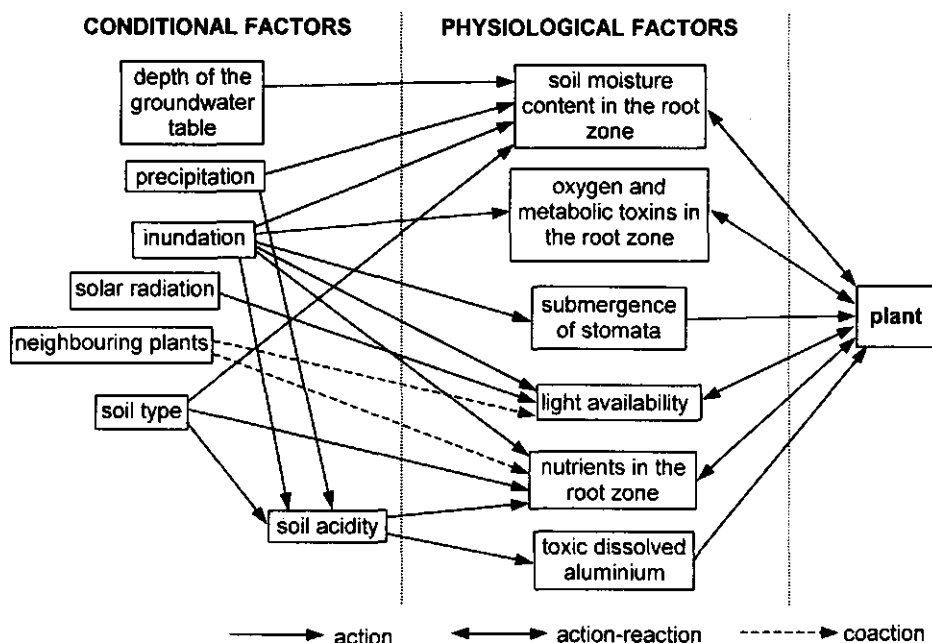 CONDITIONAL FACTORS
PHYSIOLOGICAL FACTORS
depth of the
groundwater
table
precipitation
inundation
solar radiation
neighbouring plants
soil type
soil acidity
soil moisture
content in the root
zone
oxygen and
metabolic toxins in
the root zone
submergence
of stomata
light availability
nutrients in the
root zone
toxic dissolved
aluminium
plant
action
action-reaction
coaction